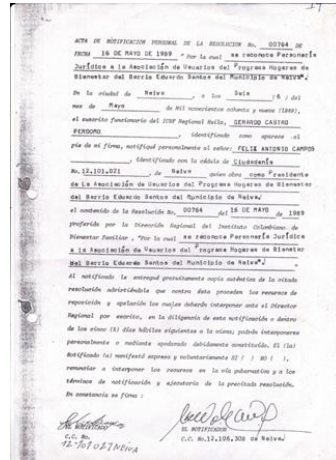 ACTA DE NOTIFICACION PERSONAL DE LA RESOLUCION No. 00764 DE
FECHA 16 DE MAYO DE 1989 "Por la cual se reconoce Personería
Jurídica a la Asociación de Usuarios del Programa Hogares de
Bienestar del Barrio Eduardo Santos del Municipio de Neiva".
En la ciudad de Neiva a los Seis (6) del
mes de Mayo de Mil novecientos ochenta y nueve (1989),
el suscrito funcionario del ICBF Regional Huila, GERARDO CASTRO
PERDOMO , identificado como aparece al
pie de mi firma, notifiqué personalmente al señor: FELIX ANTONIO CAMPOS
, identificado con la cédula de Ciudadanía
No. 12.101.021 , de Neiva quien obra como Presidente
de La Asociación de Usuarios del Programa Hogares de Bienestar
del Barrio Eduardo Santos del Municipio de Neiva/
el contenido de la Resolución No. 00764 del 16 DE MAYO de 1989
proferida por la Dirección Regional del Instituto Colombiano de
Bienestar Familiar , "Por la cual se reconoce Personería Jurídica
a la Asociación de Usuarios del Programa Hogares de Bienestar
del Barrio Eduardo Santos del Municipio de Neiva".
Al notificado le entregué gratuitamente copia auténtica de la citada
resolución advirtiéndole que contra ésta proceden los recursos de
reposición y apelación los cuales deberán interponer ante el Director
Regional por escrito, en la diligencia de esta notificación o dentro
de los cinco (5) días hábiles siguientes a la misma; podrán interponerse
personalmente o mediante apoderado debidamente constituido. El (la)
Notificado (a) manifestó expresa y voluntariamente SI ( ) NO ( ),
renunciar a interponer los recursos en la vía gubernativa y a los
términos de notificación y ejecutoria de la precitada resolución.
En constancia se firma :
EL NOTIFICADO EL NOTIFICADOR
C.C. No. C.C. No. 12.106.308 de Neiva/
12-101021 NEIVA